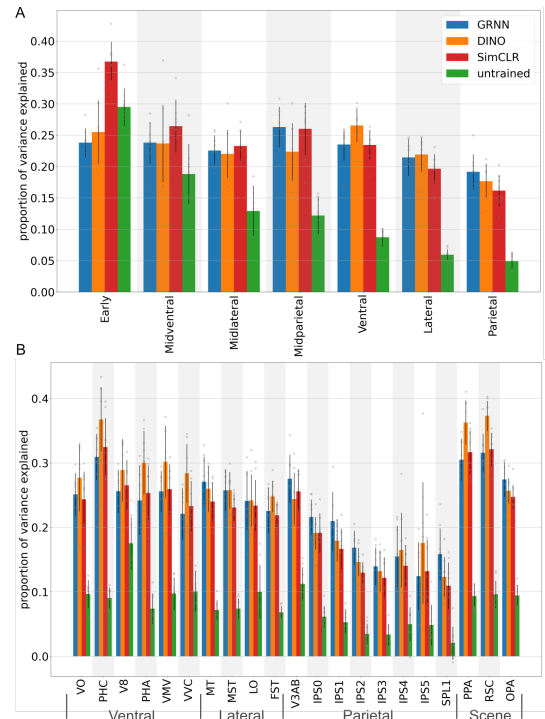 A
GRNN
DINO
SimCLR
untrained
proportion of variance explained
0.40
0.35
0.30
0.25
0.20
0.15
0.10
0.05
0.00
Early
Midventral
Midlateral
Midparietal
Ventral
Lateral
Parietal
B
proportion of variance explained
0.4
0.3
0.2
0.1
0.0
VO
PHC
V8
PHA
VMV
VVC
MT
MST
LO
FST
V3AB
IPS0
IPS1
IPS2
IPS3
IPS4
IPS5
SPL1
PPA
RSC
OPA
Ventral
Lateral
Parietal
Scene